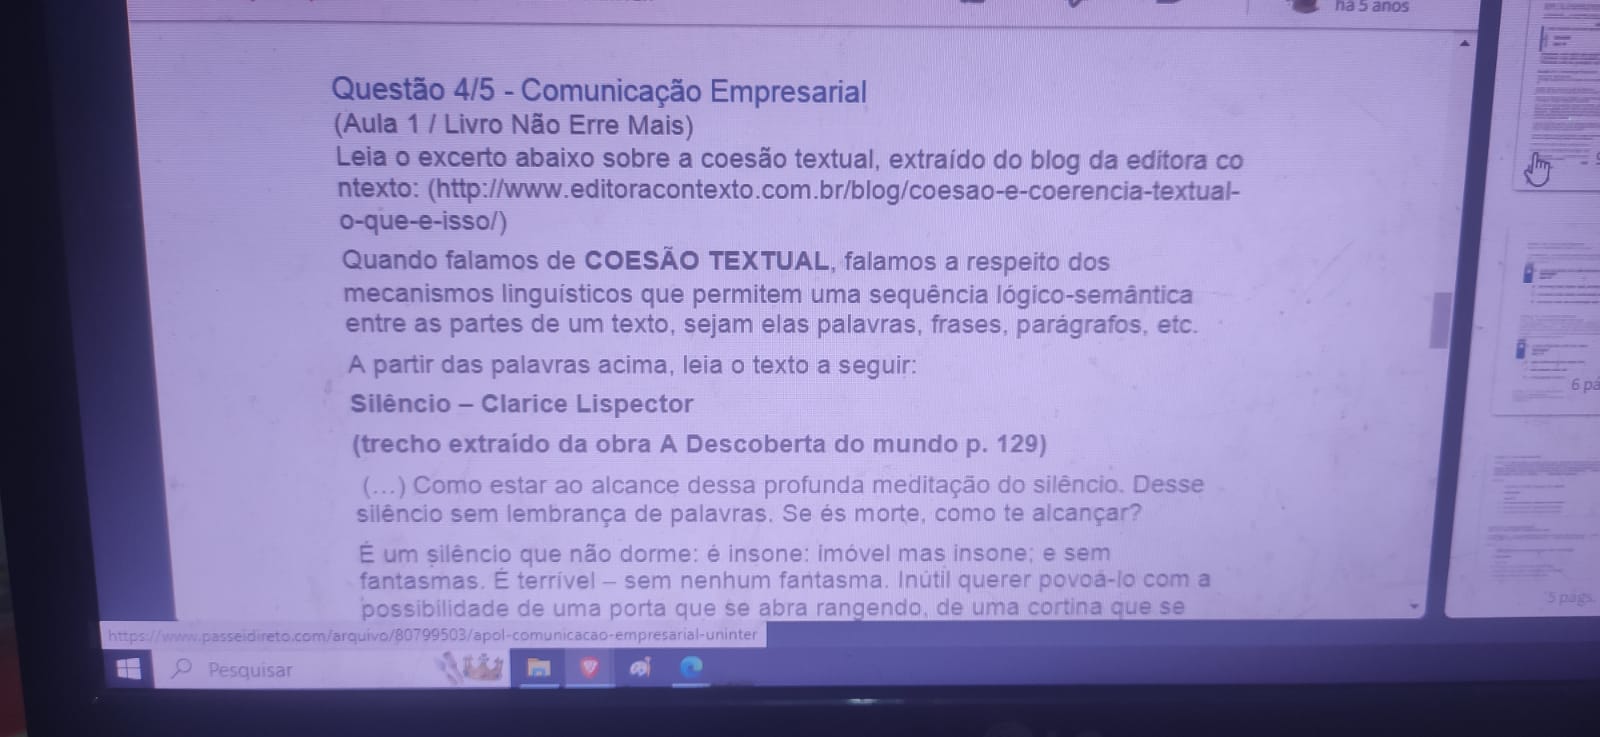 há 5 anos
Questão 4/5 - Comunicação Empresarial
(Aula 1 / Livro Não Erre Mais)
Leia o excerto abaixo sobre a coesão textual, extraído do blog da editora co
ntexto: (http://www.editoracontexto.com.br/blog/coesao-e-coerencia-textual-
o-que-e-isso/)
Quando falamos de COESÃO TEXTUAL, falamos a respeito dos
mecanismos linguísticos que permitem uma sequência lógico-semântica
entre as partes de um texto, sejam elas palavras, frases, parágrafos, etc.
A partir das palavras acima, leia o texto a seguir:
Silêncio – Clarice Lispector
(trecho extraído da obra A Descoberta do mundo p. 129)
(...) Como estar ao alcance dessa profunda meditação do silêncio. Desse
silêncio sem lembrança de palavras. Se és morte, como te alcançar?
É um silêncio que não dorme: é insone: imóvel mas insone; e sem
fantasmas. É terrível – sem nenhum fantasma. Inútil querer povoá-lo com a
possibilidade de uma porta que se abra rangendo, de uma cortina que se
6 pá
5 págs.
https://www.passeidireto.com/arquivo/80799503/apol-comunicacao-empresarial-uninter
Pesquisar